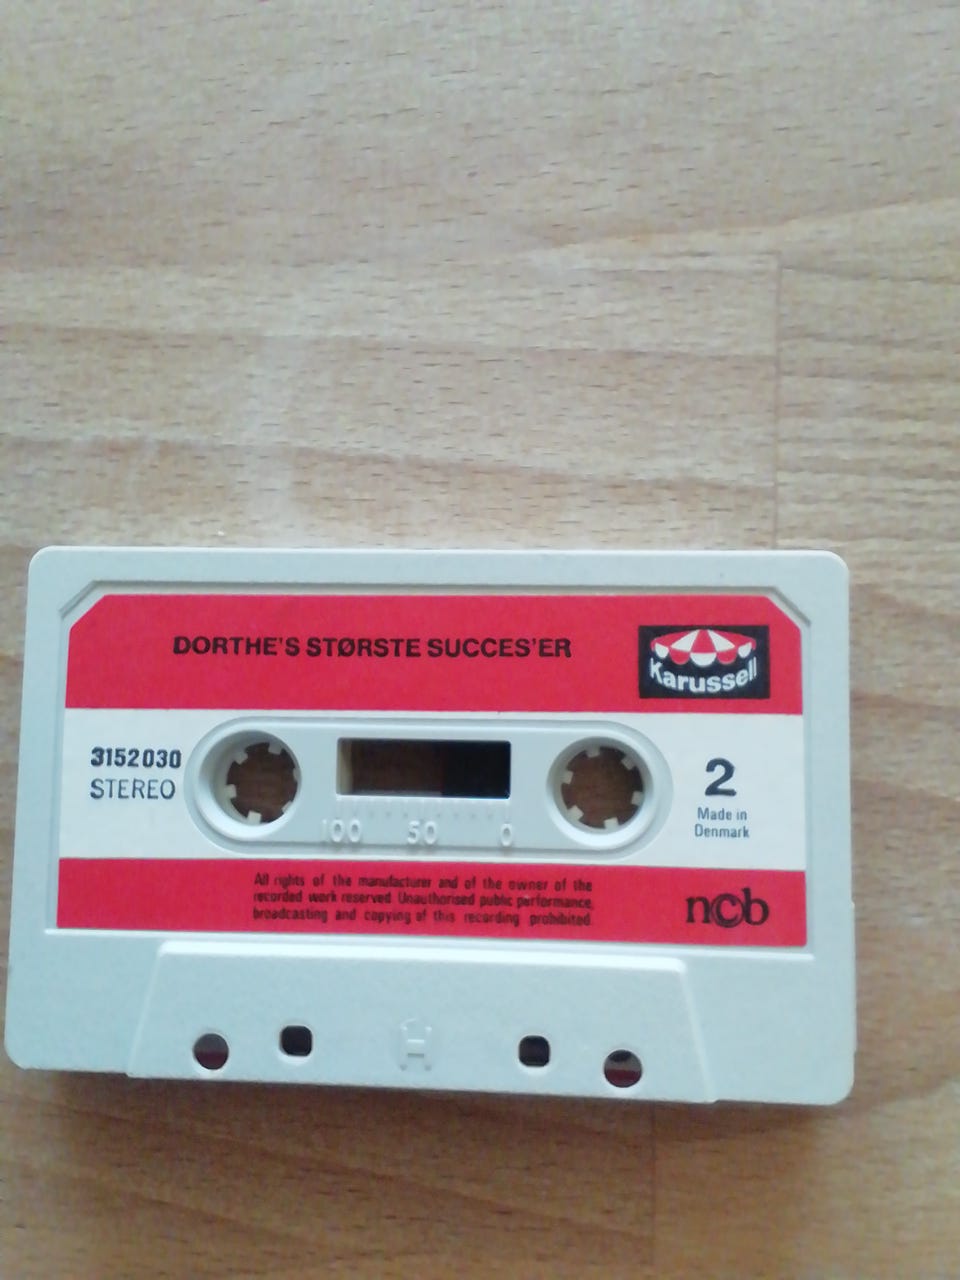 DORTHE'S STØRSTE SUCCES'ER
Karussell
3152030
STEREO
2
Made in
Denmark
100 50 0
All rights of the manufacturer and of the owner of the
recorded work reserved. Unauthorised public performance,
broadcasting and copying of this recording prohibited.
n©b